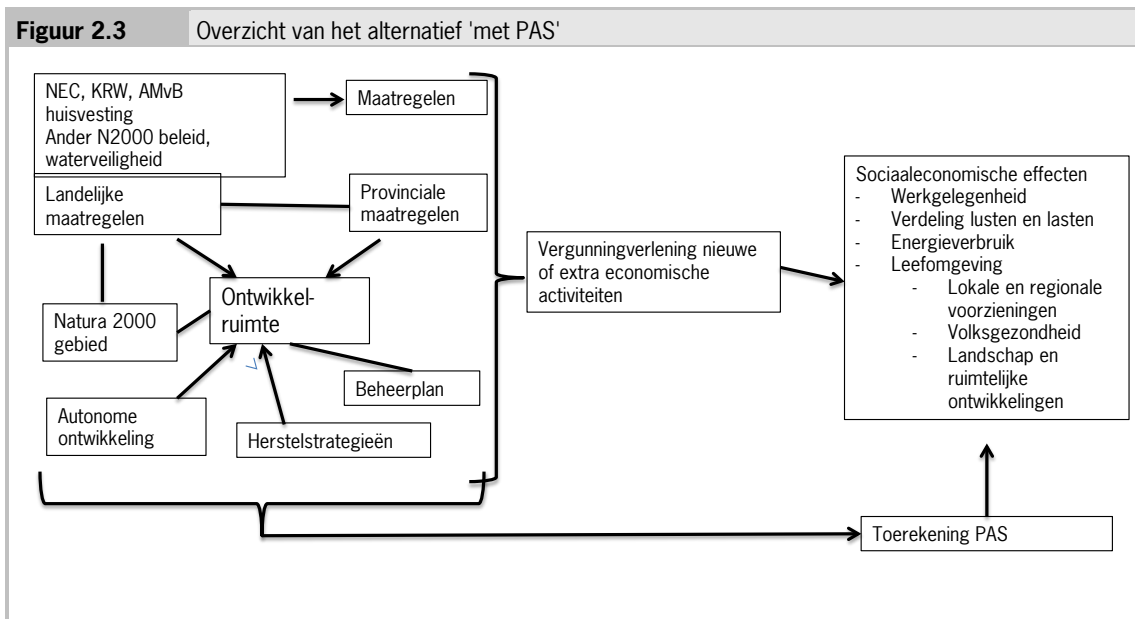 Figuur 2.3 Overzicht van het alternatief 'met PAS'
NEC, KRW, AMvB
huisvesting
Ander N2000 beleid,
waterveiligheid
Maatregelen
Landelijke
maatregelen
Provinciale
maatregelen
Ontwikkel-
ruimte
Natura 2000
gebied
Beheerplan
Autonome
ontwikkeling
Herstelstrategieën
Vergunningverlening nieuwe
of extra economische
activiteiten
Sociaaleconomische effecten
- Werkgelegenheid
- Verdeling lusten en lasten
- Energieverbruik
- Leefomgeving
- Lokale en regionale
voorzieningen
- Volksgezondheid
- Landschap en
ruimtelijke
ontwikkelingen
Toerekening PAS